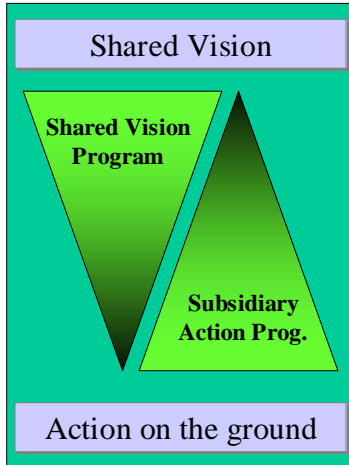 Shared Vision
Shared Vision
Program
Subsidiary
Action Prog.
Action on the ground